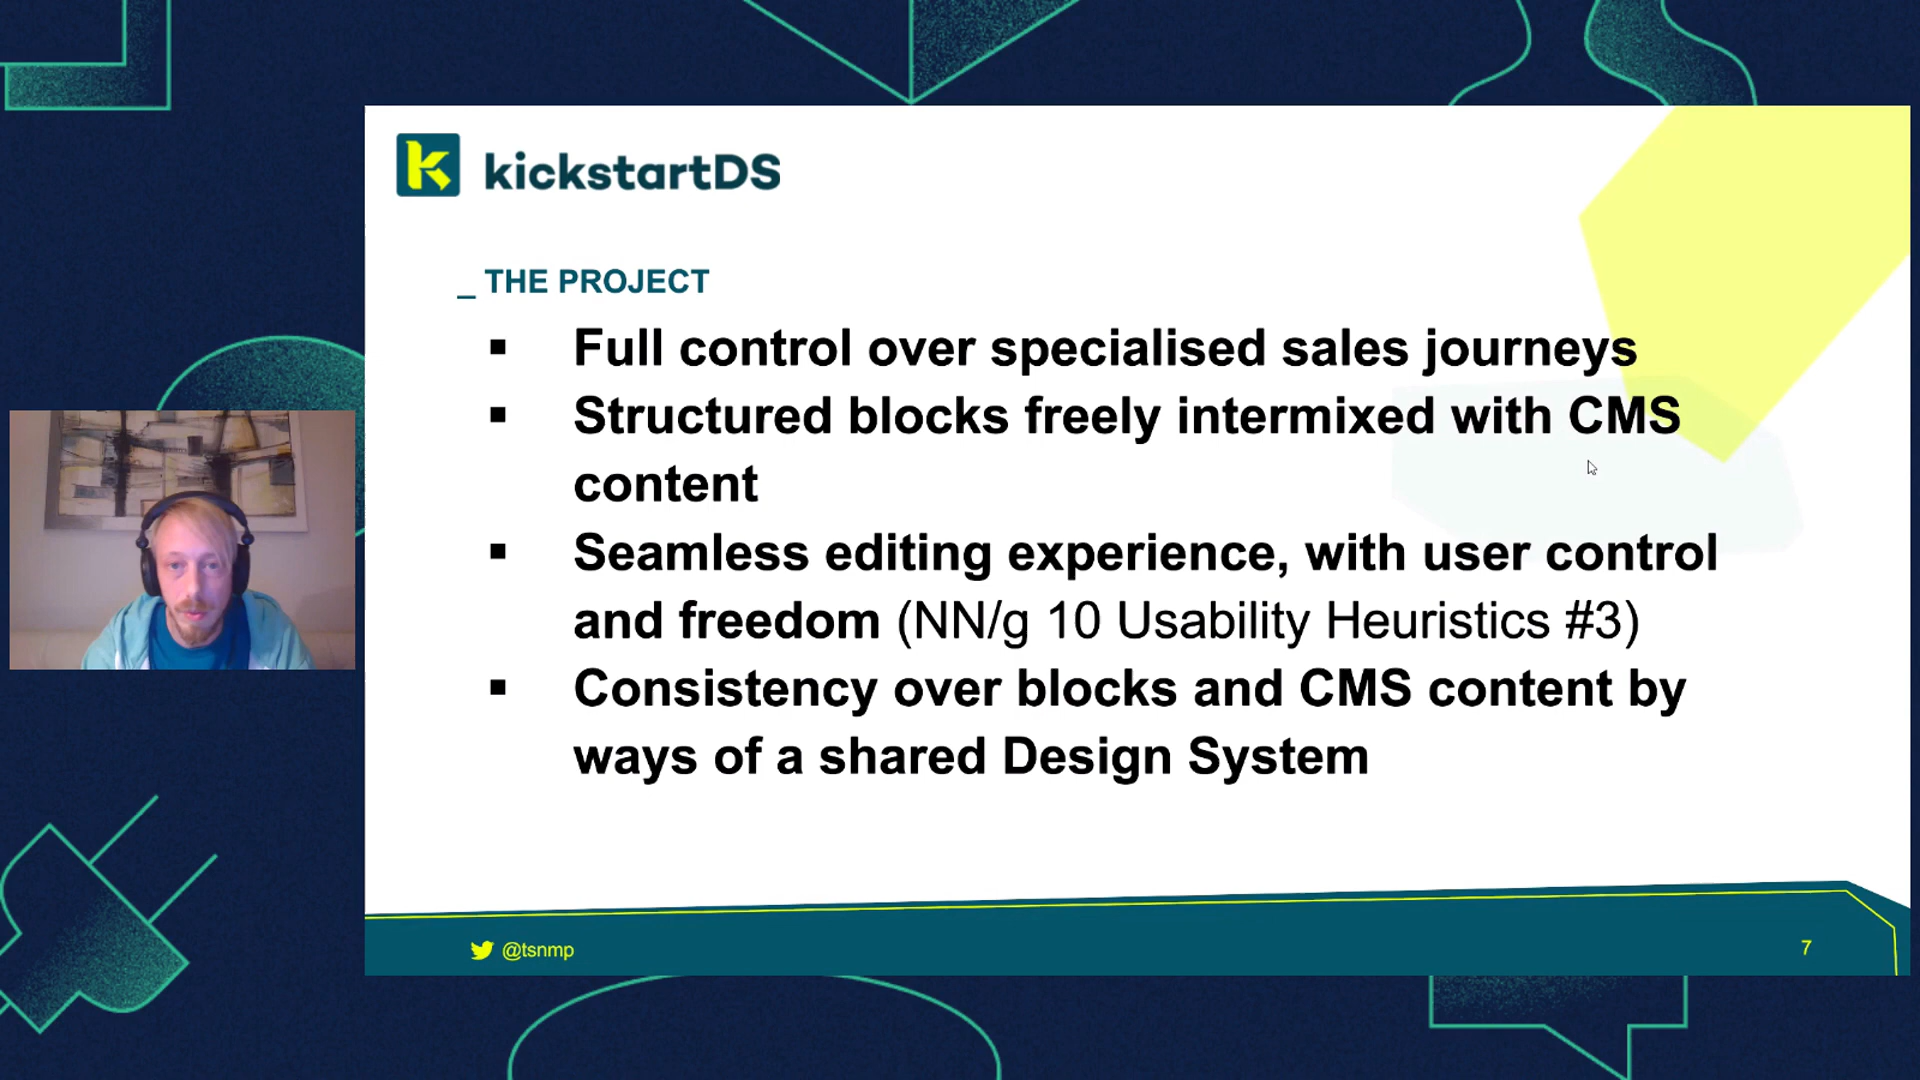 kickstartDS
_ THE PROJECT
▪ Full control over specialised sales journeys
▪ Structured blocks freely intermixed with CMS
content
▪ Seamless editing experience, with user control
and freedom (NN/g 10 Usability Heuristics #3)
▪ Consistency over blocks and CMS content by
ways of a shared Design System
@tsnmp
7